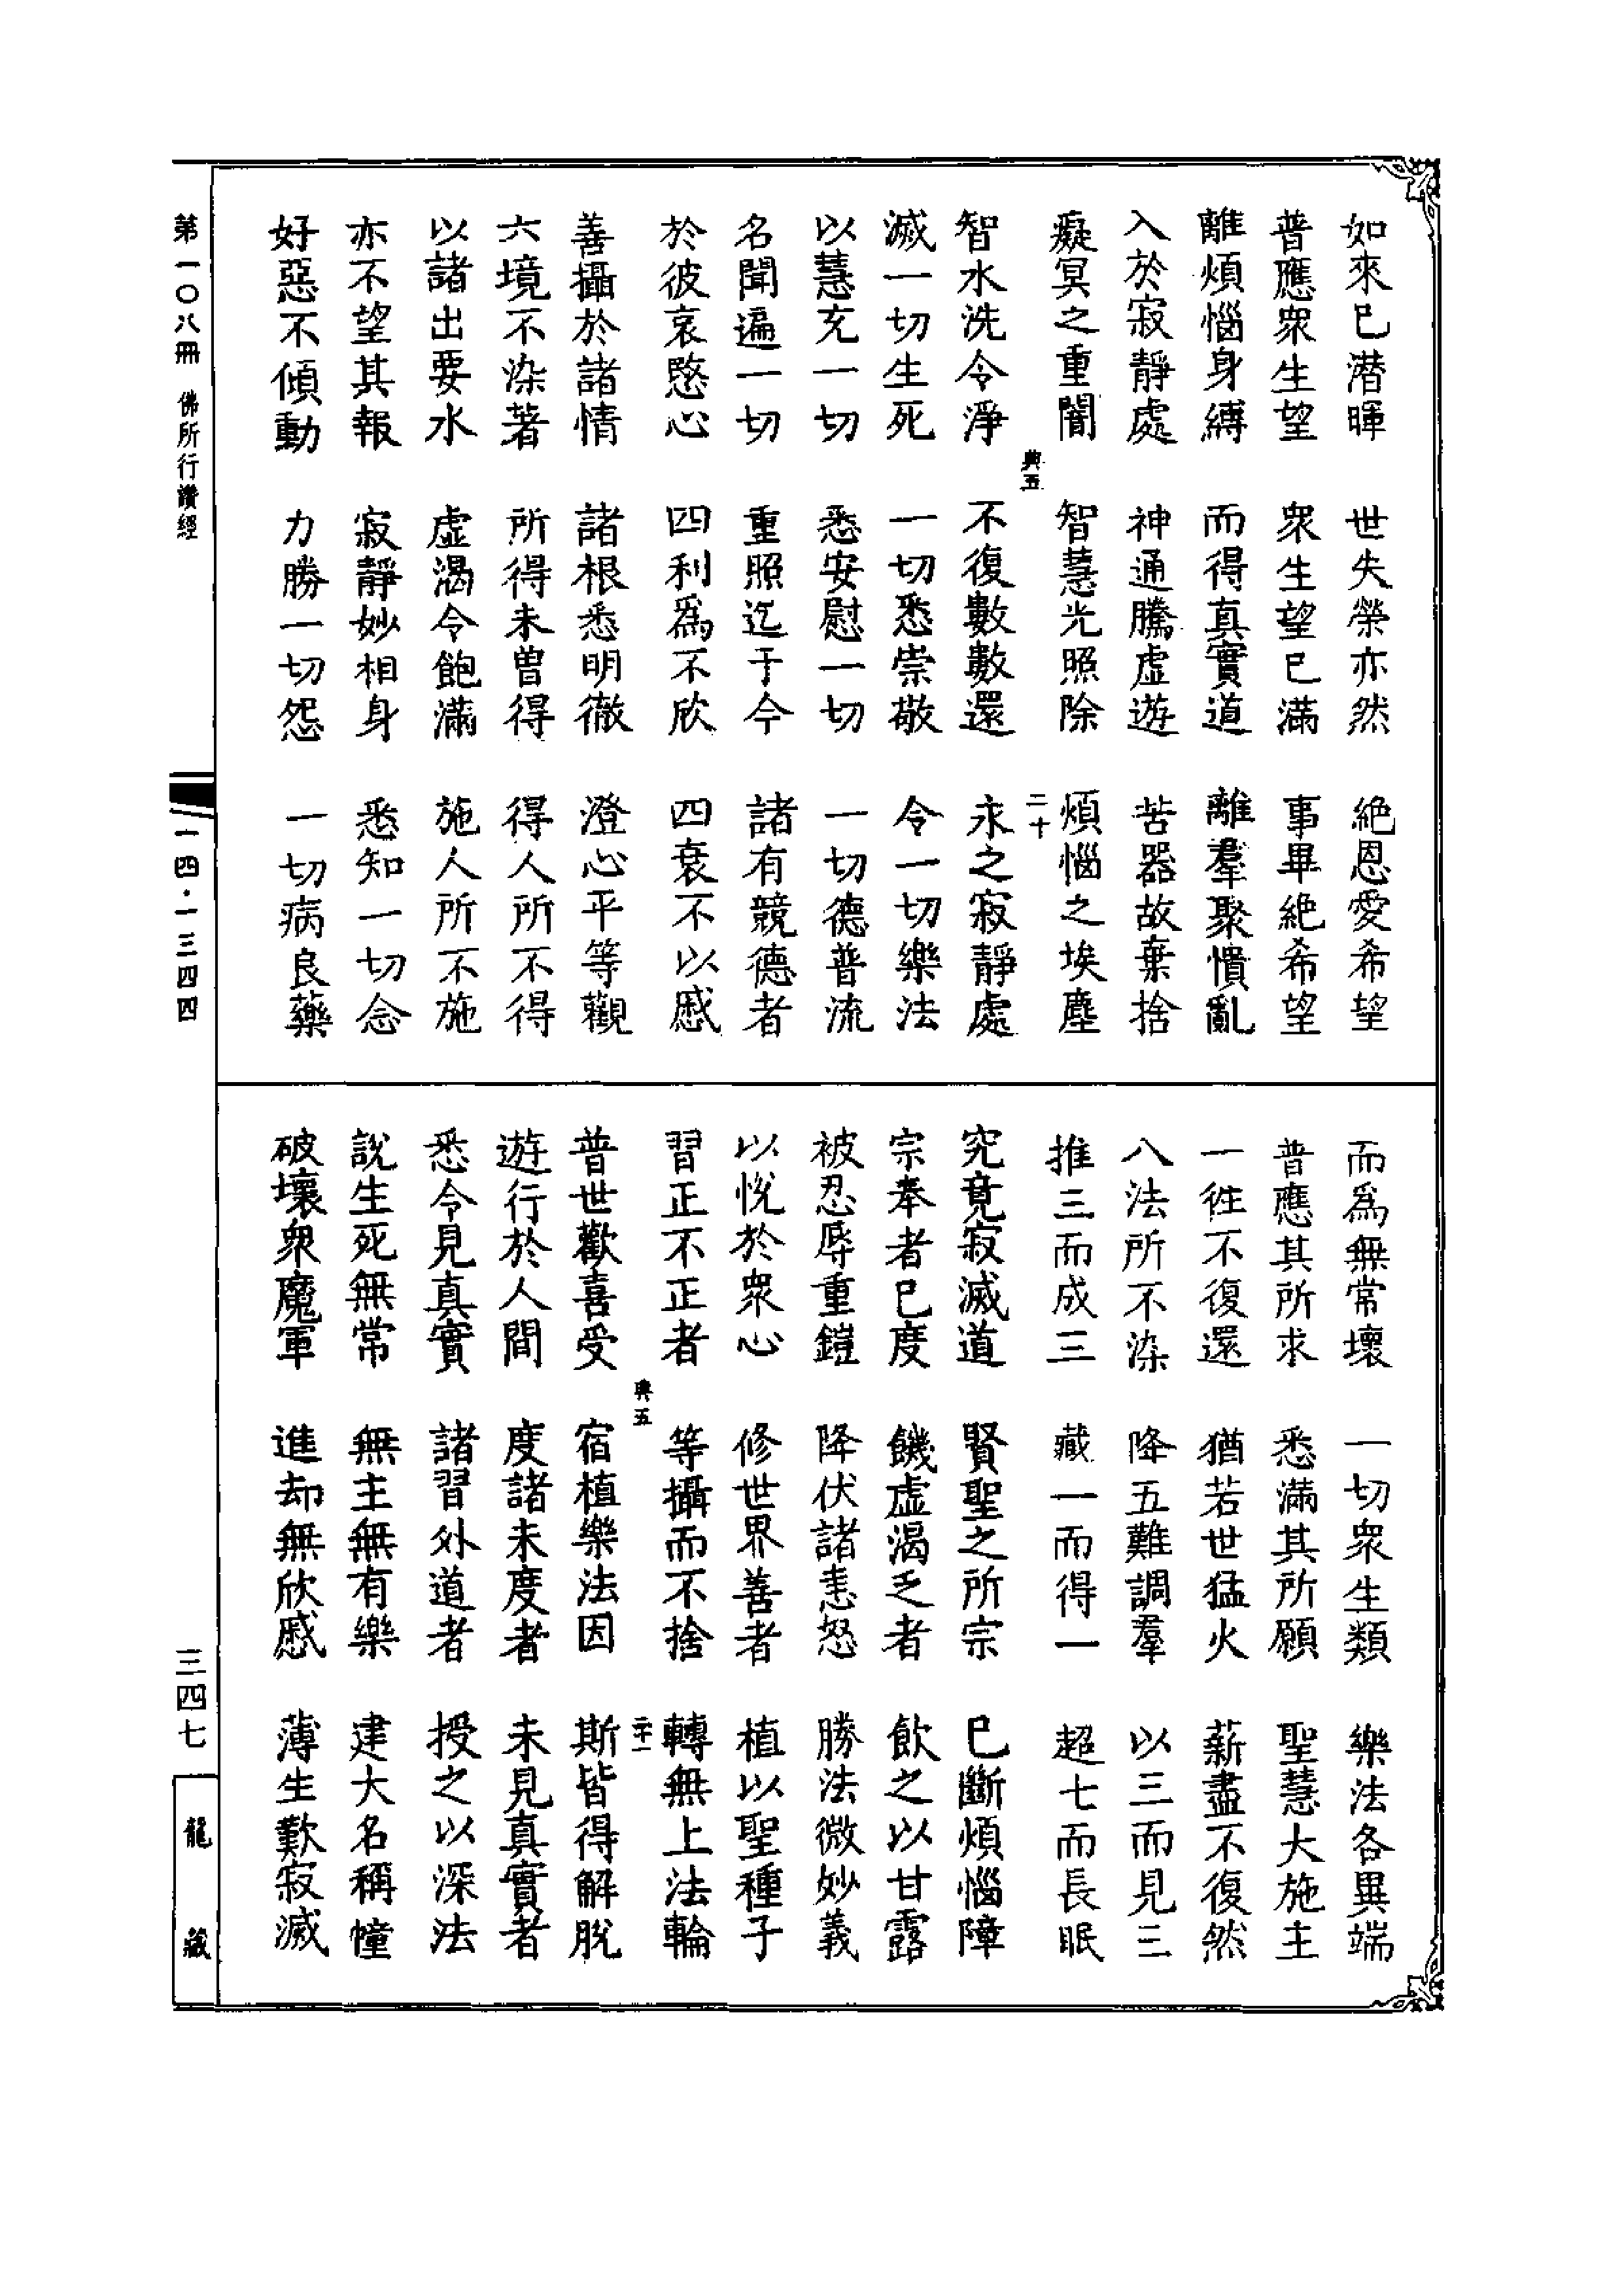 如來已潜暉　世失榮亦然　絶恩愛希望
普應衆生望　衆生望已滿　事畢絶希望
離煩惱身縛　而得真實道　離羣聚憒亂
入於寂靜處　神通騰虛遊　苦器故棄捨
癡冥之重闇　智慧光照除　煩惱之埃塵
典五　二十
智水洗令淨　不復數數還　永之寂靜處
滅一切生死　一切悉崇敬　令一切樂法
以慧充一切　悉安慰一切　一切德普流
名聞遍一切　重照迄于今　諸有競德者
於彼哀愍心　四利爲不欣　四衰不以慼
善攝於諸情　諸根悉明徹　澄心平等觀
六境不染著　所得未曽得　得人所不得
以諸出要水　虛渴令飽滿　施人所不施
亦不望其報　寂靜妙相身　悉知一切念
好惡不傾動　力勝一切怨　一切病良藥
而爲無常壞　一切衆生類　樂法各異端
普應其所求　悉滿其所願　聖慧大施主
一徃不復還　猶若世猛火　薪盡不復然
八法所不染　降五難調羣　以三而見三
推三而成三　藏一而得一　超七而長眠
究竟寂滅道　賢聖之所宗　已斷煩惱障
宗奉者已度　饑虛渴乏者　飲之以甘露
被忍辱重鎧　降伏諸恚怒　勝法微妙義
以悅於衆心　修世界善者　植以聖種子
習正不正者　等攝而不捨　轉無上法輪
典五　二十一
普世歡喜受　宿植樂法因　斯皆得解脫
遊行於人間　度諸未度者　未見真實者
悉令見真實　諸習外道者　授之以深法
說生死無常　無主無有樂　建大名稱幢
破壞衆魔軍　進却無欣慼　薄生歎寂滅
第一〇八冊　佛所行讚經
一四·一三四四
三四七
龍藏